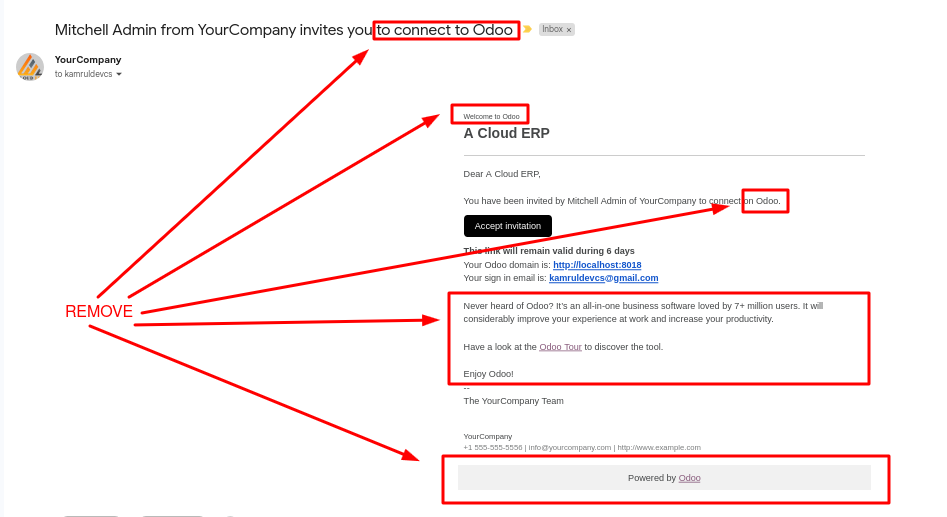 Mitchell Admin from YourCompany invites you to connect to Odoo Inbox ×
YourCompany
to kamruldevcs
Welcome to Odoo
A Cloud ERP
Dear A Cloud ERP,
You have been invited by Mitchell Admin of YourCompany to connect on Odoo.
Accept invitation
This link will remain valid during 6 days
Your Odoo domain is: http://localhost:8018
Your sign in email is: kamruldevcs@gmail.com
REMOVE
Never heard of Odoo? It's an all-in-one business software loved by 7+ million users. It will
considerably improve your experience at work and increase your productivity.
Have a look at the Odoo Tour to discover the tool.
Enjoy Odoo!
--
The YourCompany Team
YourCompany
+1 555-555-5556 | info@yourcompany.com | http://www.example.com
Powered by Odoo